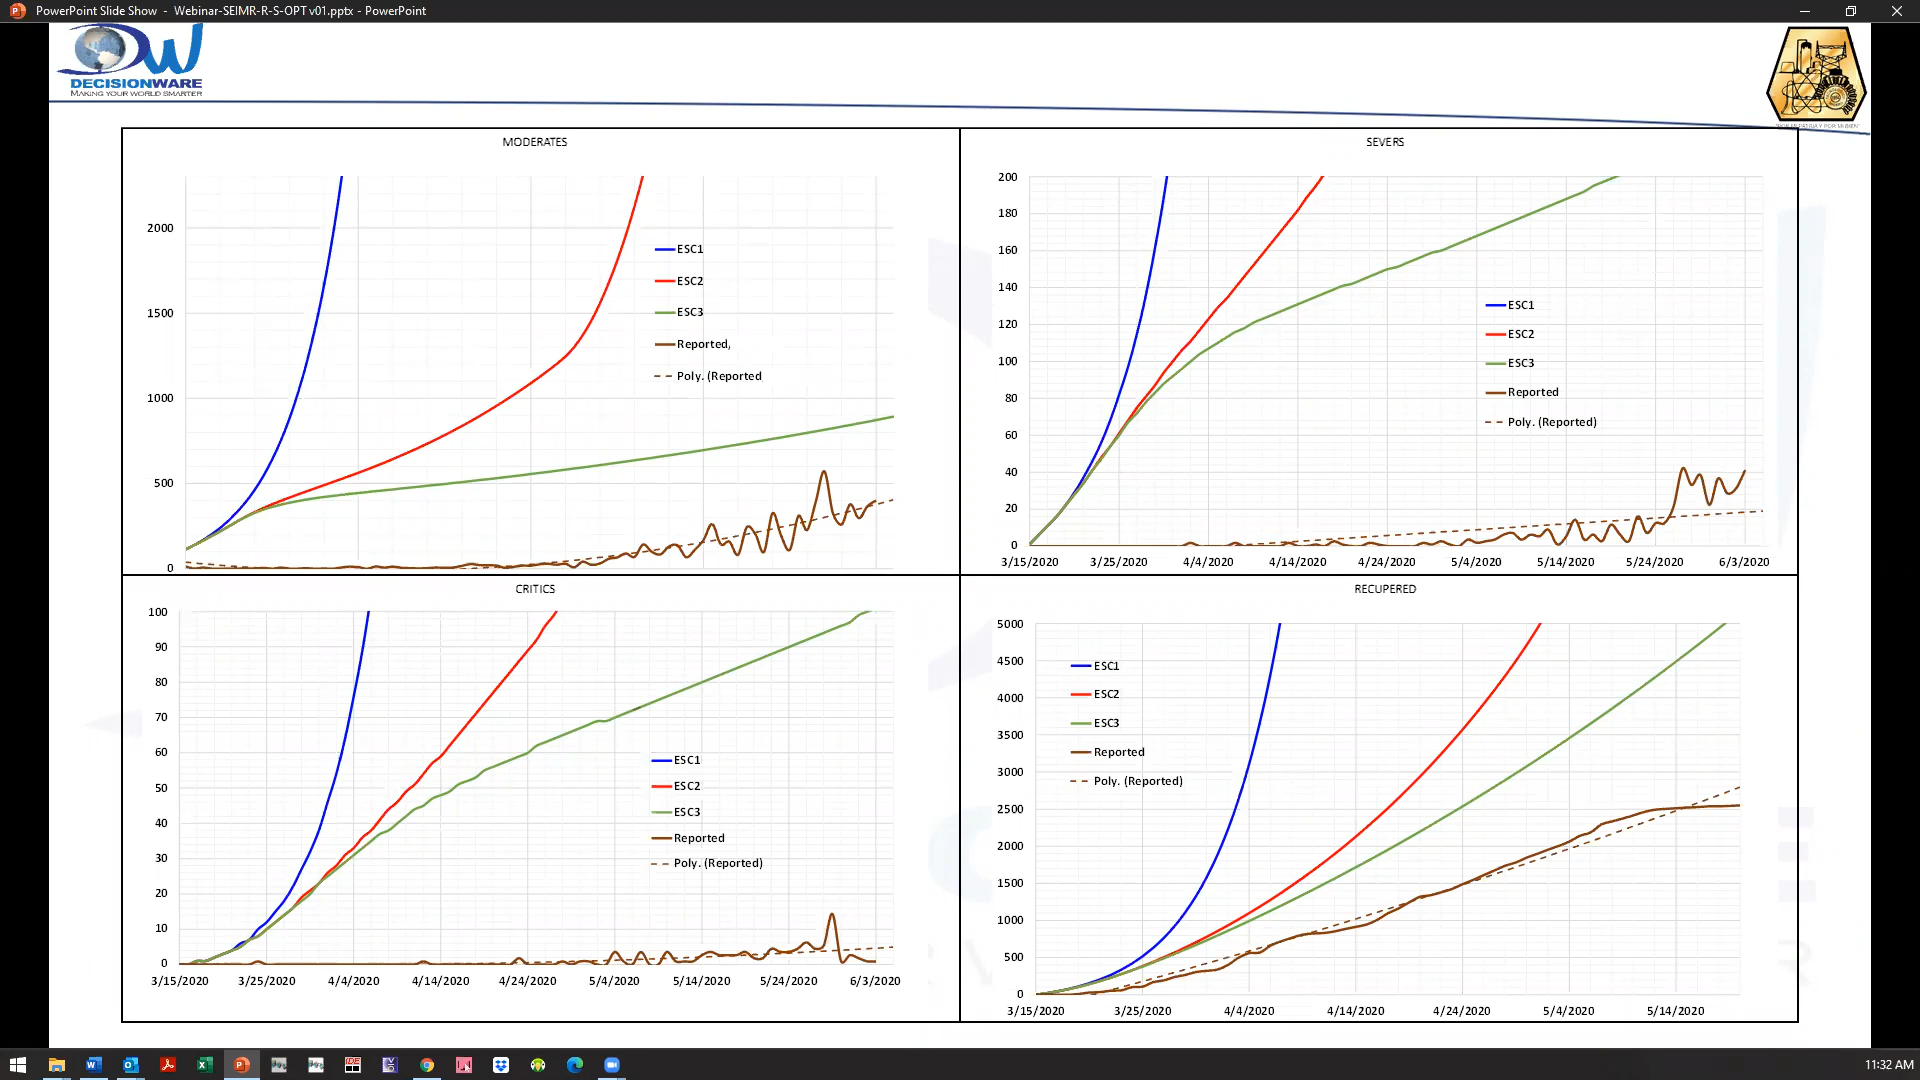 PowerPoint Slide Show - Webinar-SEIMR-R-S-OPT v01.pptx - PowerPoint
DW
DECISIONWARE
MAKING YOUR WORLD SMARTER
MODERATES
2000
1500
1000
500
0
ESC1
ESC2
ESC3
Reported,
Poly. (Reported
SEVERS
200
180
160
140
120
100
80
60
40
20
0
ESC1
ESC2
ESC3
Reported
Poly. (Reported)
3/15/2020 3/25/2020 4/4/2020 4/14/2020 4/24/2020 5/4/2020 5/14/2020 5/24/2020 6/3/2020
CRITICS
100
90
80
70
60
50
40
30
20
10
0
ESC1
ESC2
ESC3
Reported
Poly. (Reported)
3/15/2020 3/25/2020 4/4/2020 4/14/2020 4/24/2020 5/4/2020 5/14/2020 5/24/2020 6/3/2020
RECUPERED
5000
4500
4000
3500
3000
2500
2000
1500
1000
500
0
ESC1
ESC2
ESC3
Reported
Poly. (Reported)
3/15/2020 3/25/2020 4/4/2020 4/14/2020 4/24/2020 5/4/2020 5/14/2020
11:32 AM